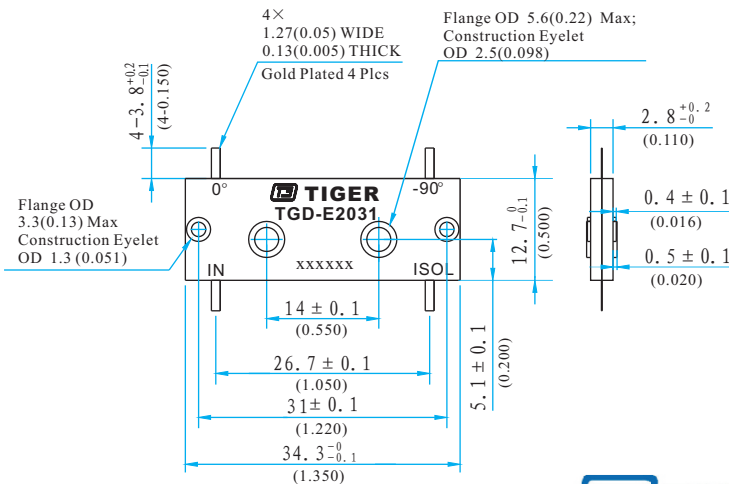 4×
1.27(0.05) WIDE
0.13(0.005) THICK
Gold Plated 4 Plcs
Flange OD 5.6(0.22) Max;
Construction Eyelet
OD 2.5(0.098)
4-3.8+0.2-0.1
(4-0.150)
2.8+0.2-0
(0.110)
0° TIGER -90°
TGD-E2031
Flange OD
3.3(0.13) Max
Construction Eyelet
OD 1.3(0.051)
IN xxxxxx ISOL
12.7 0-0.1
(0.500)
0.4±0.1
(0.016)
0.5±0.1
(0.020)
14±0.1
(0.550)
5.1±0.1
(0.200)
26.7±0.1
(1.050)
31±0.1
(1.220)
34.3-0-0.1
(1.350)